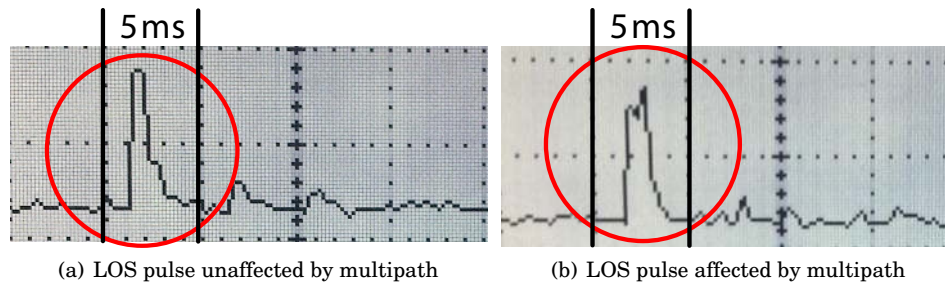 5ms
5ms
(a) LOS pulse unaffected by multipath
(b) LOS pulse affected by multipath